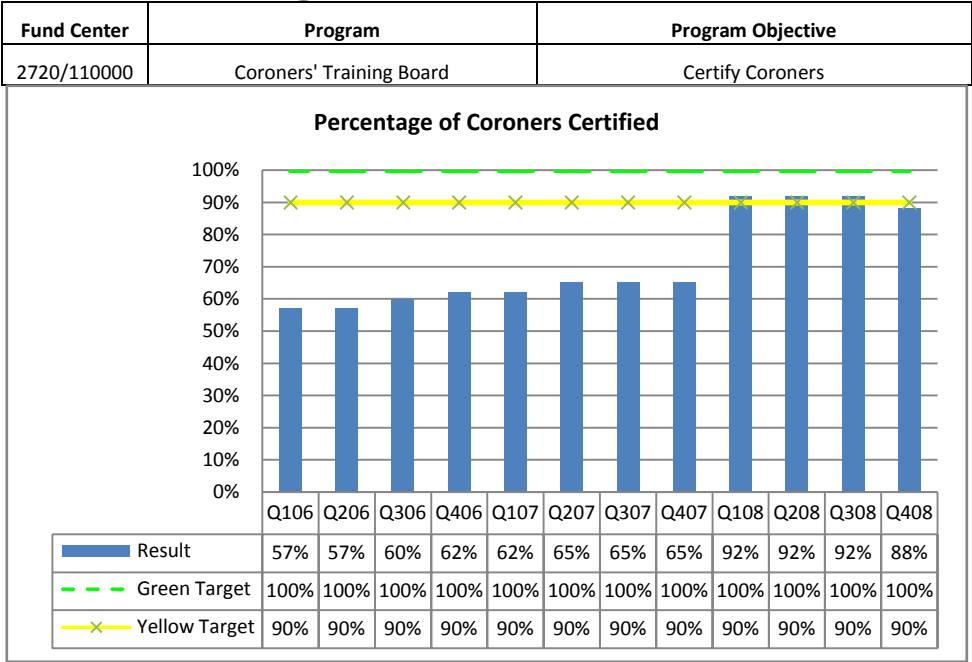 Fund Center Program Program Objective
2720/110000 Coroners' Training Board Certify Coroners
Percentage of Coroners Certified
100%
90%
80%
70%
60%
50%
40%
30%
20%
10%
0%
Q106 Q206 Q306 Q406 Q107 Q207 Q307 Q407 Q108 Q208 Q308 Q408
Result 57% 57% 60% 62% 62% 65% 65% 65% 92% 92% 92% 88%
Green Target 100% 100% 100% 100% 100% 100% 100% 100% 100% 100% 100% 100%
Yellow Target 90% 90% 90% 90% 90% 90% 90% 90% 90% 90% 90% 90%